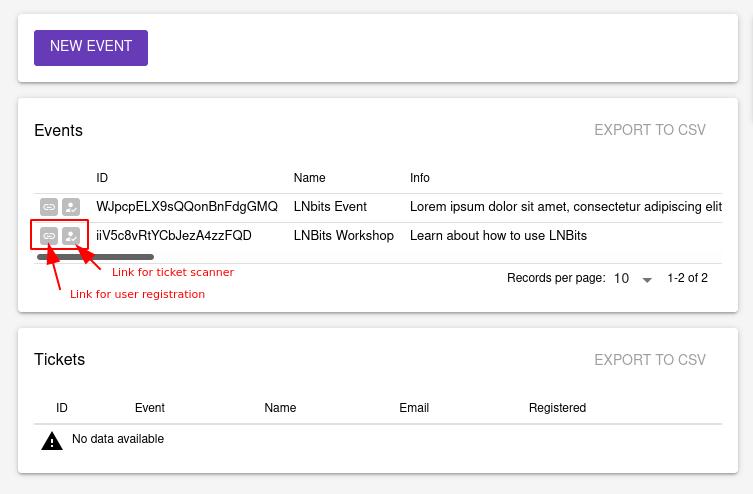 NEW EVENT
Events
EXPORT TO CSV
ID Name Info
WJpcpELX9sQQonBnFdgGMQ LNbits Event Lorem ipsum dolor sit amet, consectetur adipiscing elit
iiV5c8vRtYCbJezA4zzFQD LNBits Workshop Learn about how to use LNBits
Link for ticket scanner
Records per page: 10 1-2 of 2
Link for user registration
Tickets
EXPORT TO CSV
ID Event Name Email Registered
No data available